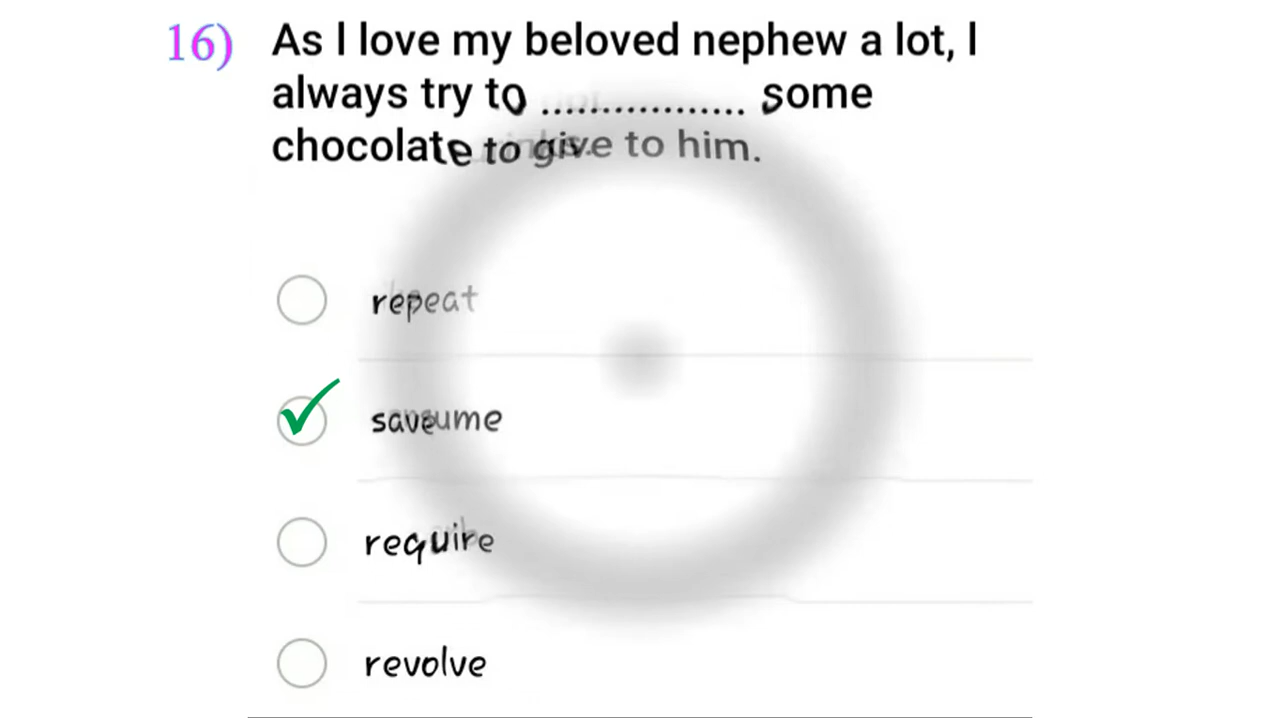 16) As I love my beloved nephew a lot, I
always try to ................. some
chocolate to give to him.
repeat
save
require
revolve